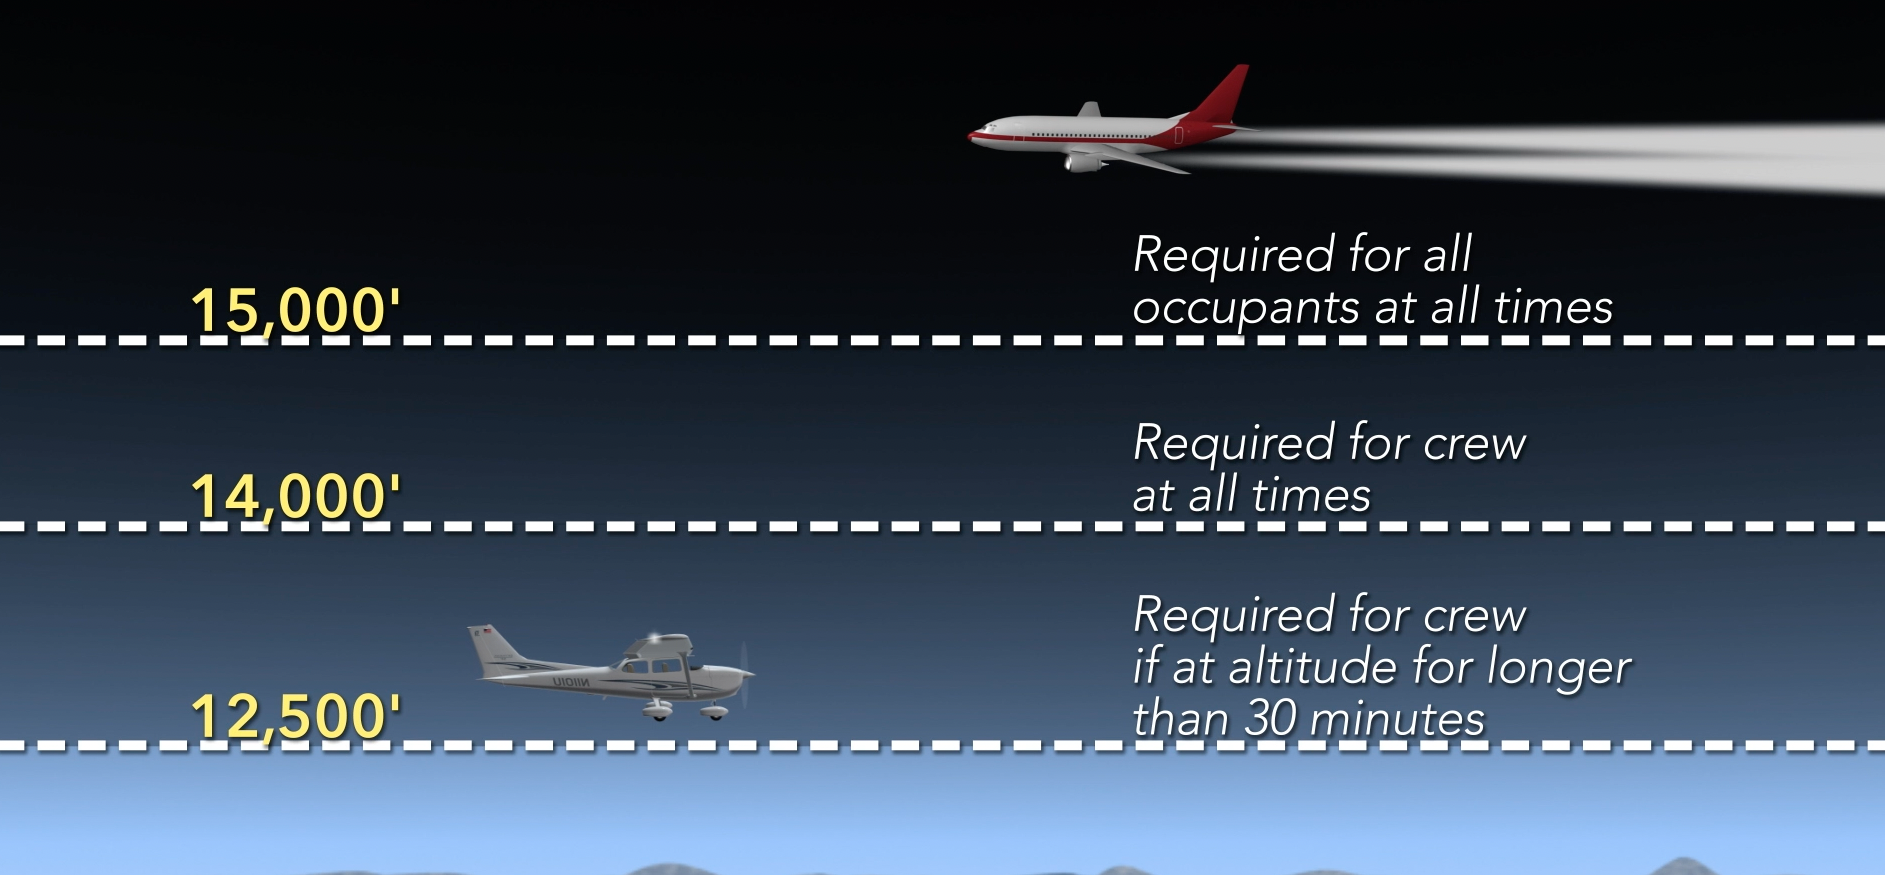 Required for all
occupants at all times
15,000'
Required for crew
at all times
14,000'
Required for crew
if at altitude for longer
than 30 minutes
12,500'